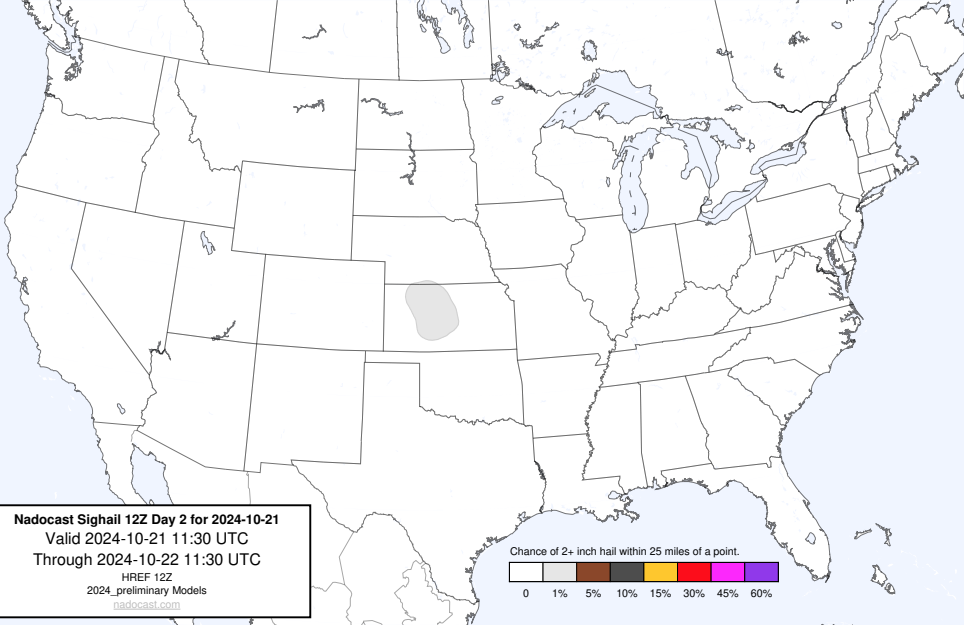 Nadocast Sighail 12Z Day 2 for 2024-10-21
Valid 2024-10-21 11:30 UTC
Through 2024-10-22 11:30 UTC
HREF 12Z
2024_preliminary Models
nadocast.com
Chance of 2+ inch hail within 25 miles of a point.
0 1% 5% 10% 15% 30% 45% 60%